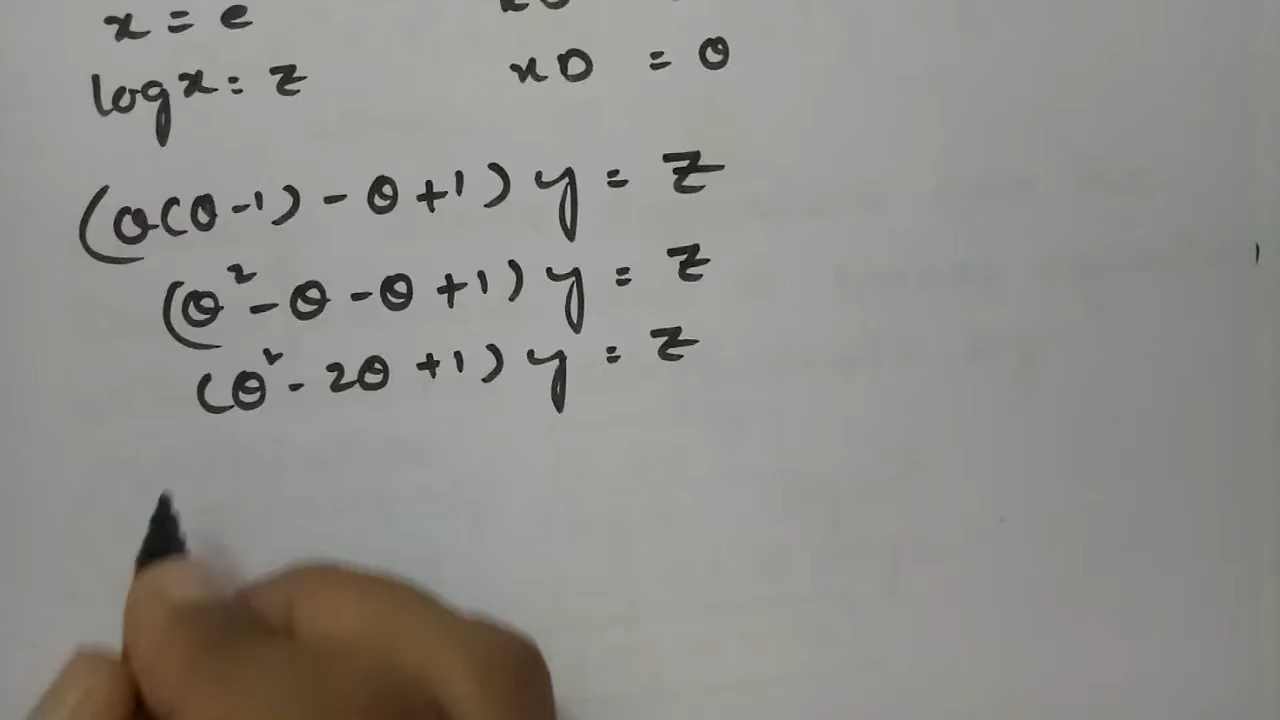 x = e
log x = z
xD = θ
(θ(θ-1) - θ + 1) y = z
(θ² - θ - θ + 1) y = z
(θ² - 2θ + 1) y = z